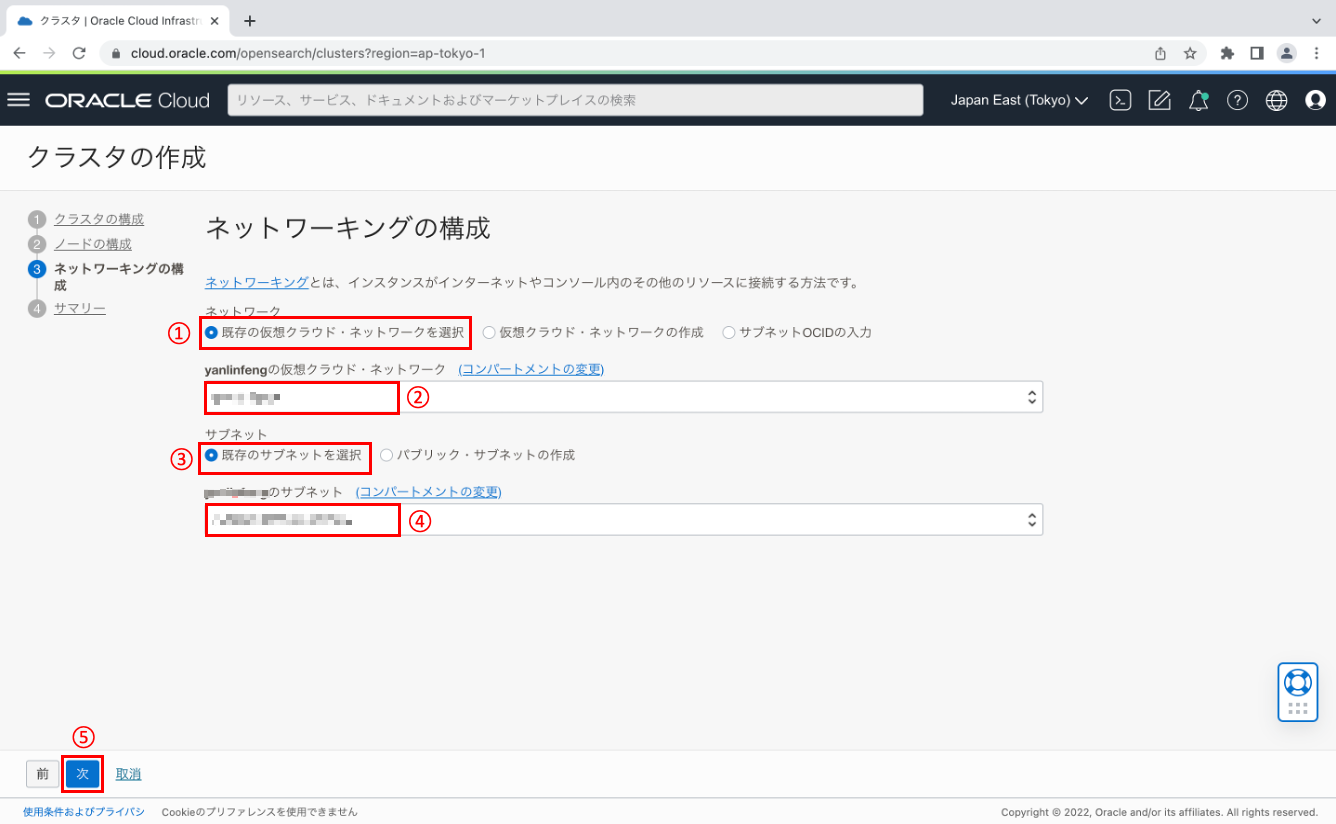 クラスタ | Oracle Cloud Infrastr
cloud.oracle.com/opensearch/clusters?region=ap-tokyo-1
ORACLE Cloud
リソース、サービス、ドキュメントおよびマーケットプレイスの検索
Japan East (Tokyo)
クラスタの作成
1 クラスタの構成
2 ノードの構成
3 ネットワーキングの構
成
4 サマリー
ネットワーキングの構成
ネットワーキングとは、インスタンスがインターネットやコンソール内のその他のリソースに接続する方法です。
ネットワーク
① 既存の仮想クラウド・ネットワークを選択 仮想クラウド・ネットワークの作成 サブネットOCIDの入力
yanlinfengの仮想クラウド・ネットワーク (コンパートメントの変更)
②
サブネット
③ 既存のサブネットを選択 パブリック・サブネットの作成
のサブネット (コンパートメントの変更)
④
⑤
前 次 取消
使用条件およびプライバシ Cookieのプリファレンスを使用できません
Copyright © 2022, Oracle and/or its affiliates. All rights reserved.